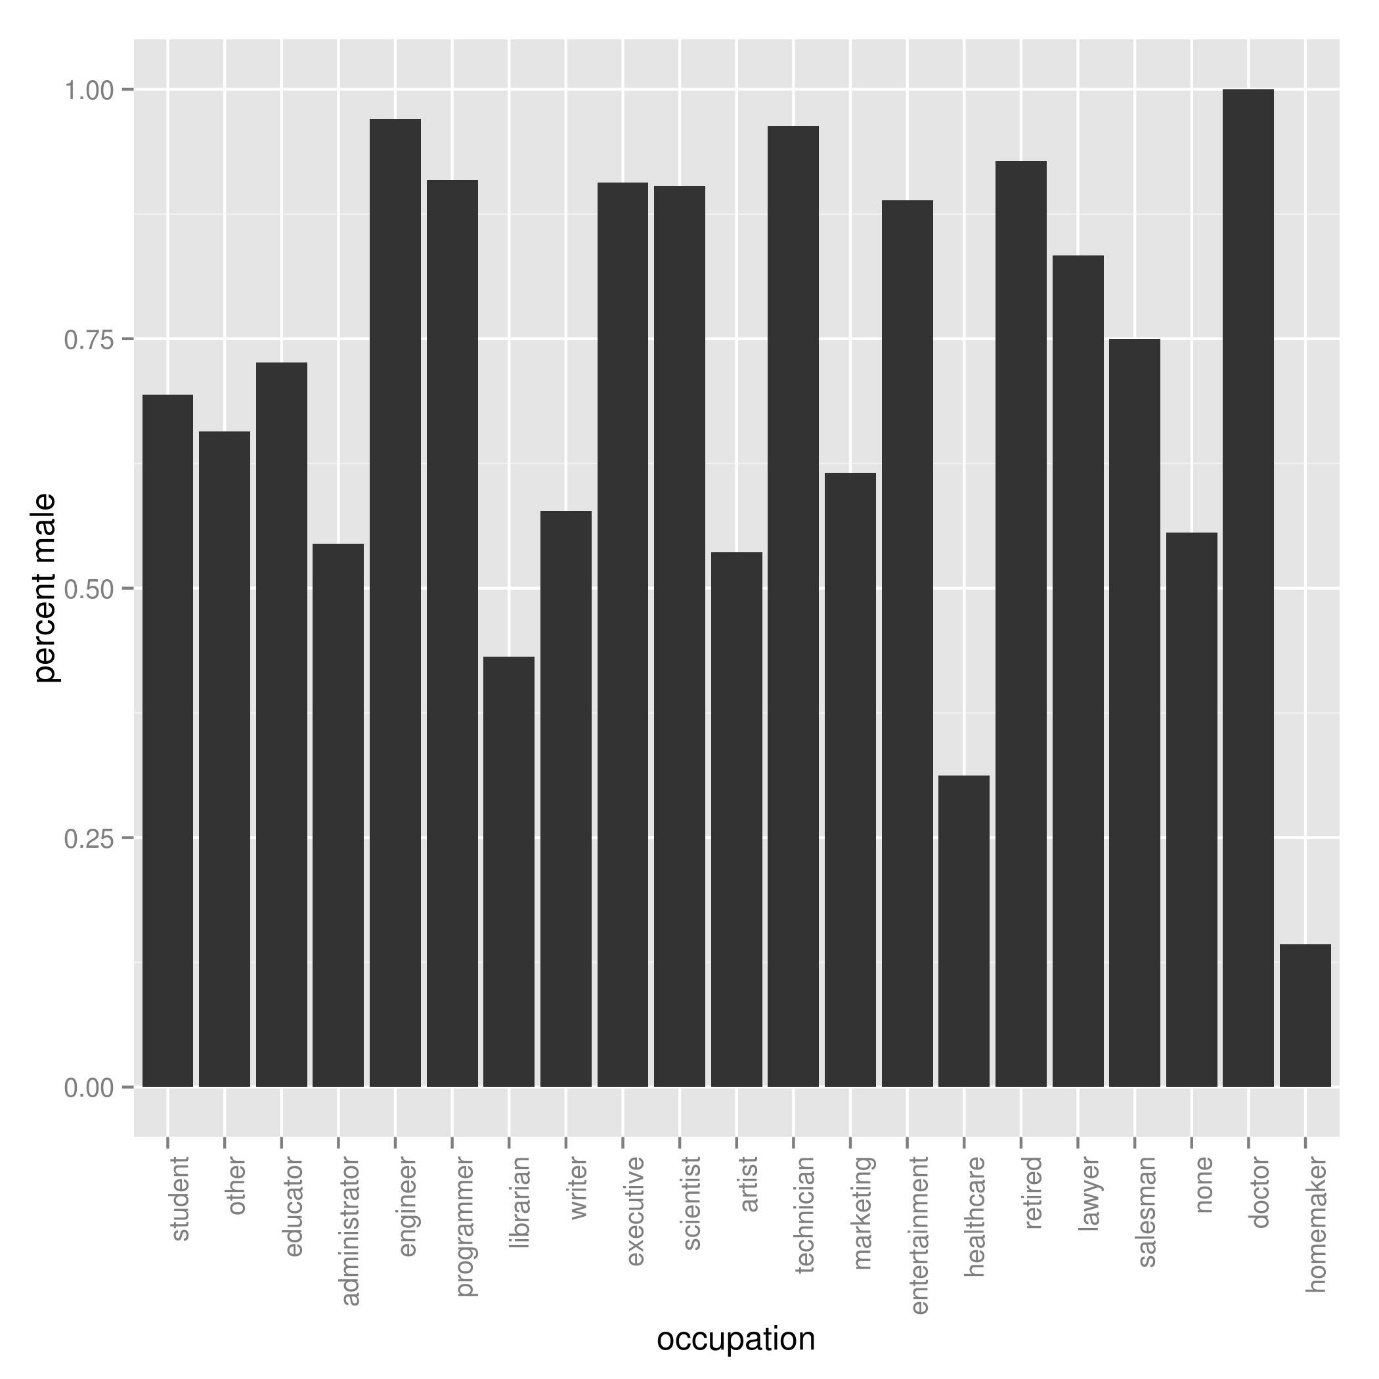 1.00
0.75
0.50
0.25
0.00
percent male
student
other
educator
administrator
engineer
programmer
librarian
writer
executive
scientist
artist
technician
marketing
entertainment
healthcare
retired
lawyer
salesman
none
doctor
homemaker
occupation